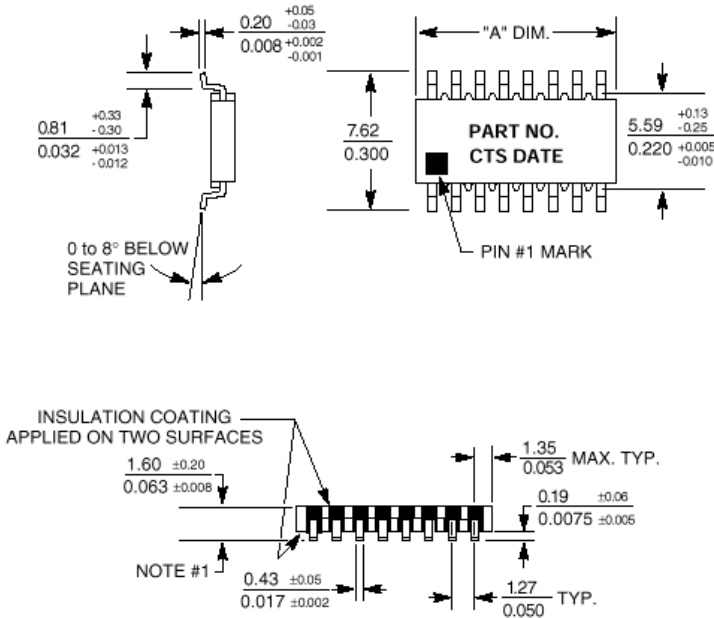 0.20 +0.05 -0.03
0.008 +0.002 -0.001
"A" DIM.
0.81 +0.33 -0.30
0.032 +0.013 -0.012
7.62
0.300
PART NO.
CTS DATE
5.59 +0.13 -0.25
0.220 +0.005 -0.010
0 to 8° BELOW
SEATING
PLANE
PIN #1 MARK
INSULATION COATING
APPLIED ON TWO SURFACES
1.60 ±0.20
0.063 ±0.008
1.35
0.053 MAX. TYP.
0.19 ±0.06
0.0075 ±0.005
NOTE #1
0.43 ±0.05
0.017 ±0.002
1.27
0.050 TYP.